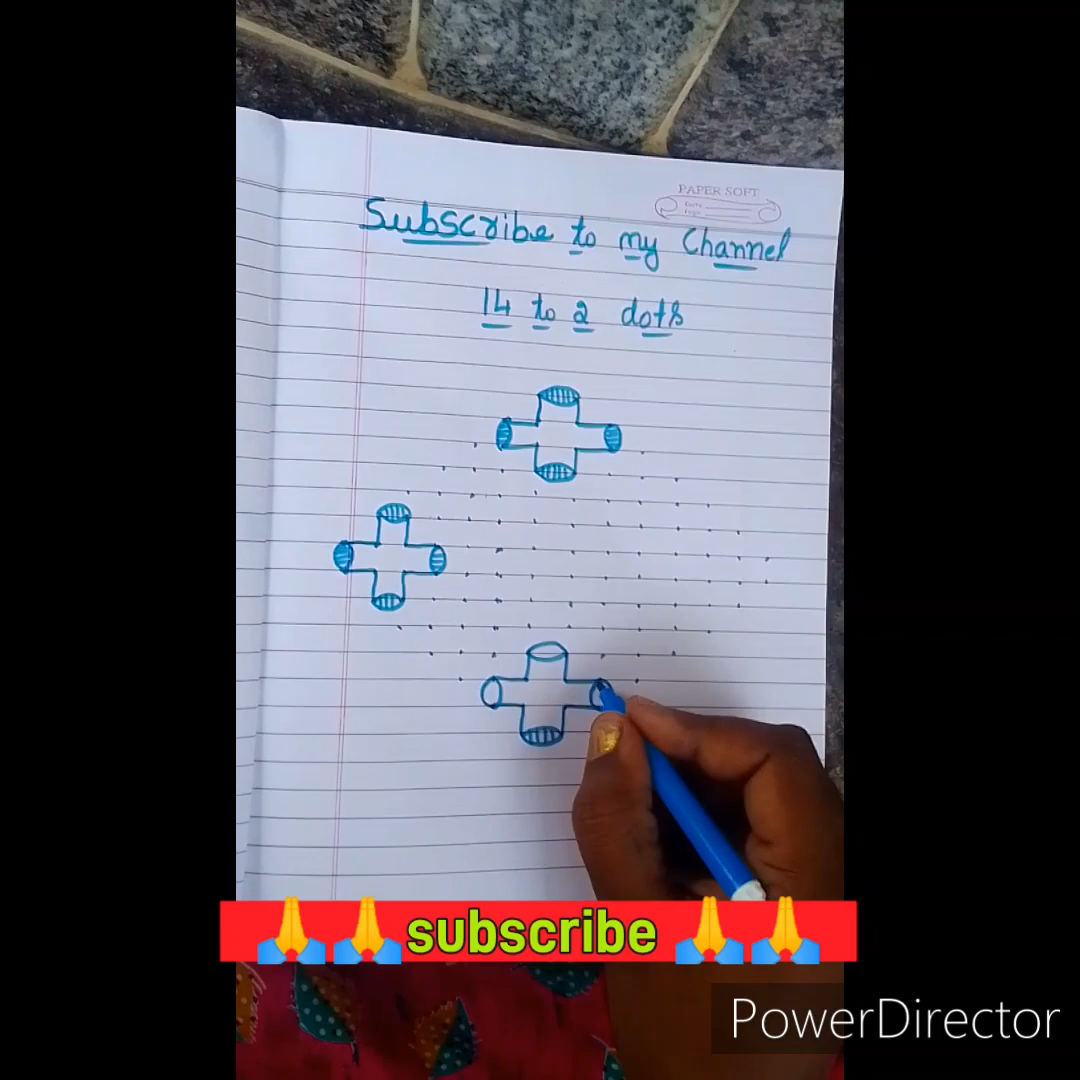 PAPER SOFT
Subscribe to my Channel
14 to 2 dots
🙏🙏 subscribe 🙏🙏
PowerDirector